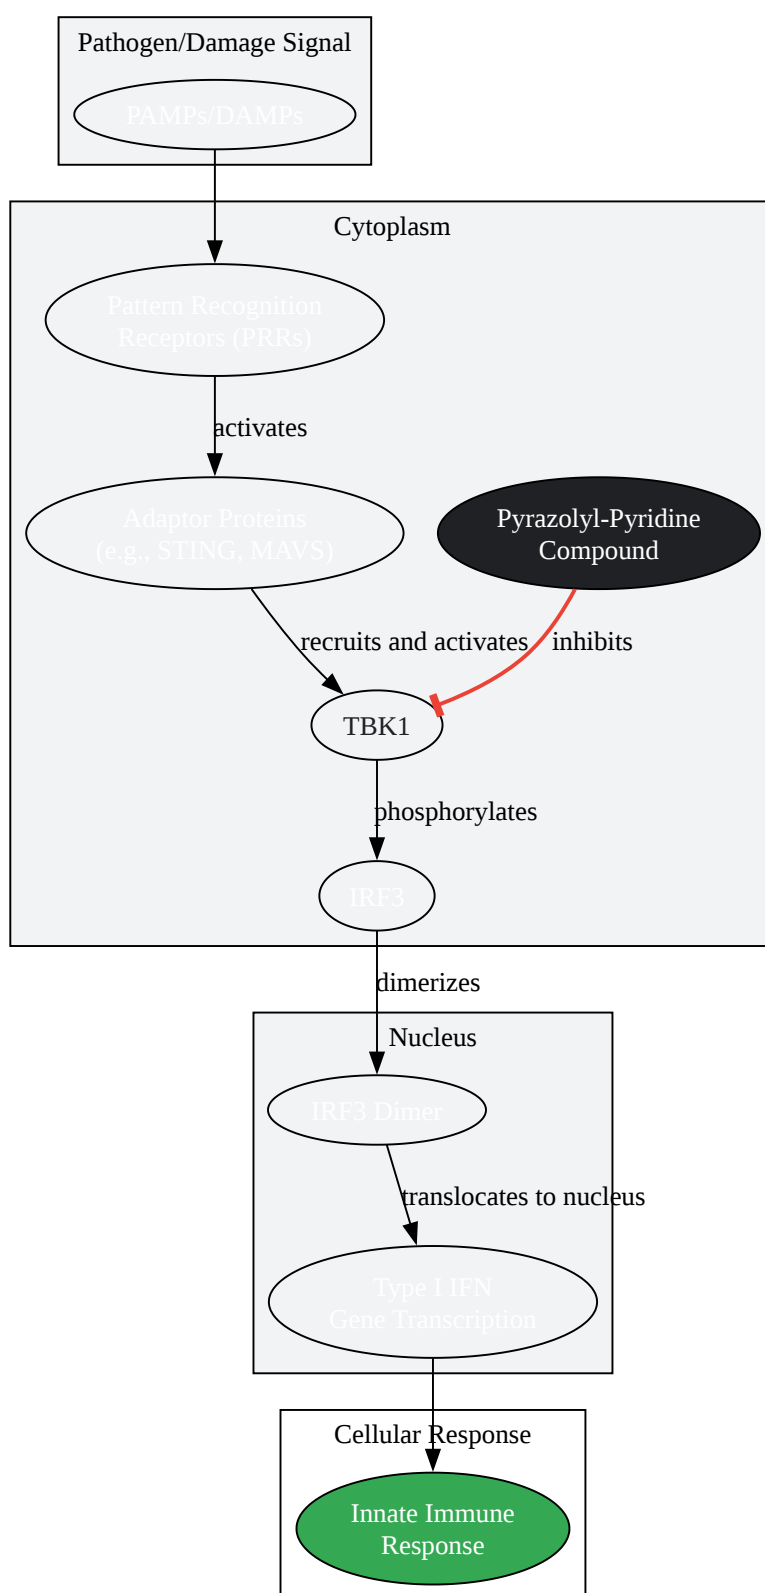 Pathogen/Damage Signal
PAMPs/DAMPs
Cytoplasm
Pattern Recognition
Receptors (PRRs)
activates
Adaptor Proteins
(e.g., STING, MAVS)
Pyrazolyl-Pyridine
Compound
recruits and activates
inhibits
TBK1
phosphorylates
IRF3
dimerizes
Nucleus
IRF3 Dimer
translocates to nucleus
Type I IFN
Gene Transcription
Cellular Response
Innate Immune
Response